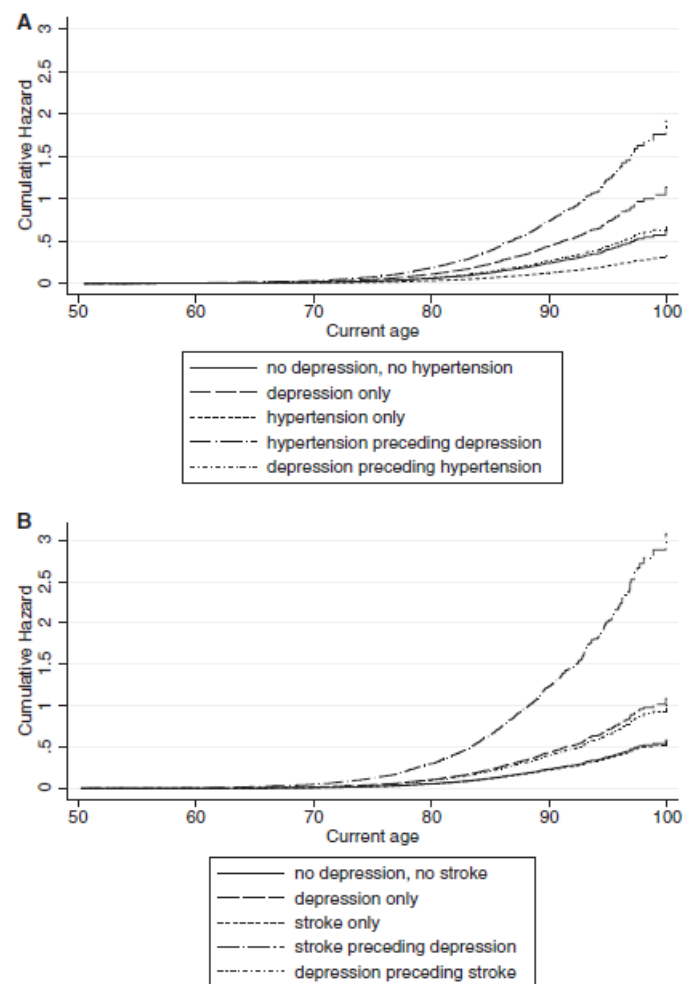 A
3
2
1.5
1
.5
0
Cumulative Hazard
50 60 70 80 90 100
Current age
no depression, no hypertension
depression only
hypertension only
hypertension preceding depression
depression preceding hypertension
B
3
2.5
2
1.5
1
.5
0
Cumulative Hazard
50 60 70 80 90 100
Current age
no depression, no stroke
depression only
stroke only
stroke preceding depression
depression preceding stroke